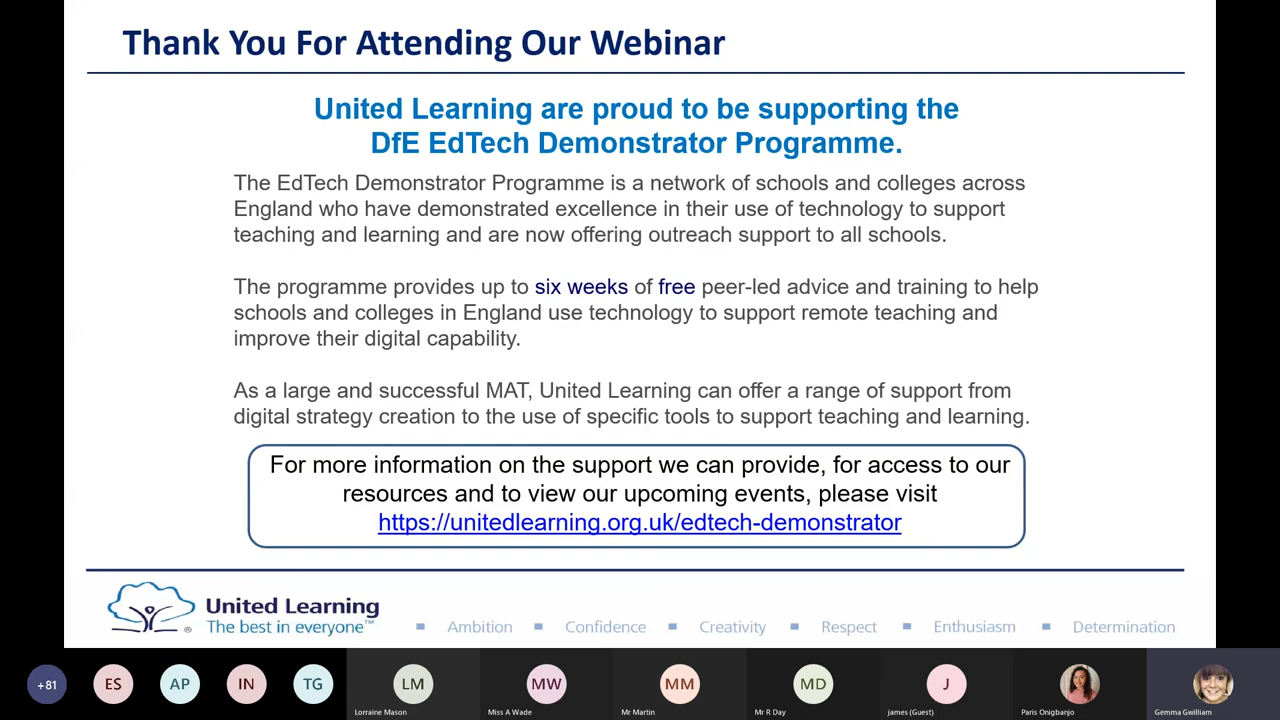 Thank You For Attending Our Webinar
United Learning are proud to be supporting the
DfE EdTech Demonstrator Programme.
The EdTech Demonstrator Programme is a network of schools and colleges across
England who have demonstrated excellence in their use of technology to support
teaching and learning and are now offering outreach support to all schools.
The programme provides up to six weeks of free peer-led advice and training to help
schools and colleges in England use technology to support remote teaching and
improve their digital capability.
As a large and successful MAT, United Learning can offer a range of support from
digital strategy creation to the use of specific tools to support teaching and learning.
For more information on the support we can provide, for access to our
resources and to view our upcoming events, please visit
https://unitedlearning.org.uk/edtech-demonstrator
® United Learning
The best in everyone™
▪ Ambition ▪ Confidence ▪ Creativity ▪ Respect ▪ Enthusiasm ▪ Determination
+81 ES AP IN TG LM MW MM MD J
Lorraine Mason Miss A Wade Mr Martin Mr R Day james (Guest) Paris Onigbanjo Gemma Gwilliam